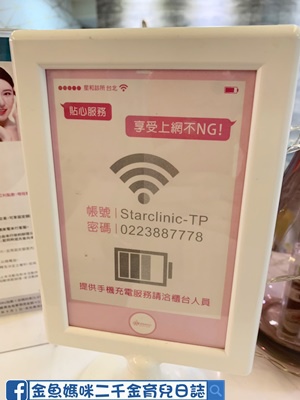 星和診所 台北
貼心服務
享受上網不NG!
帳號 Starclinic-TP
密碼 0223887778
提供手機充電服務請洽櫃台人員
金魚媽咪二千金育兒日誌